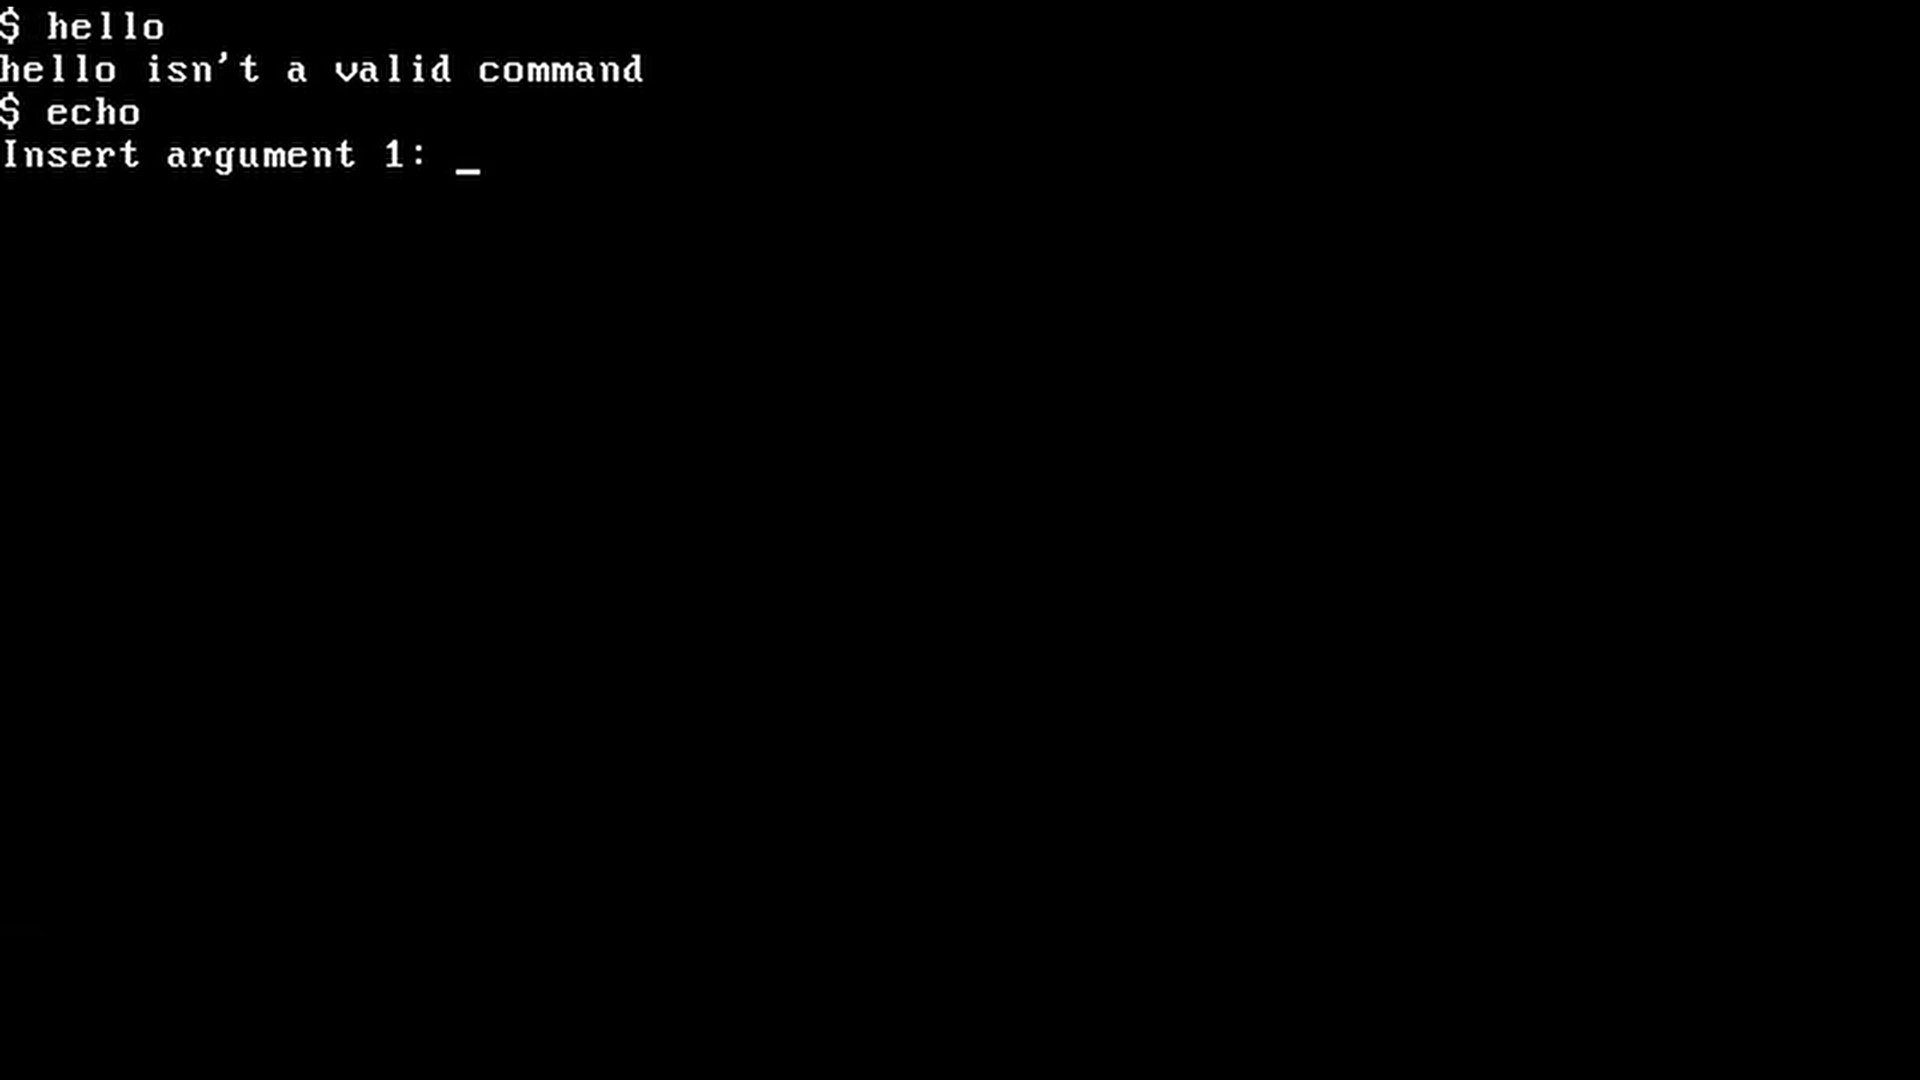 $ hello
hello isn't a valid command
$ echo
Insert argument 1: _